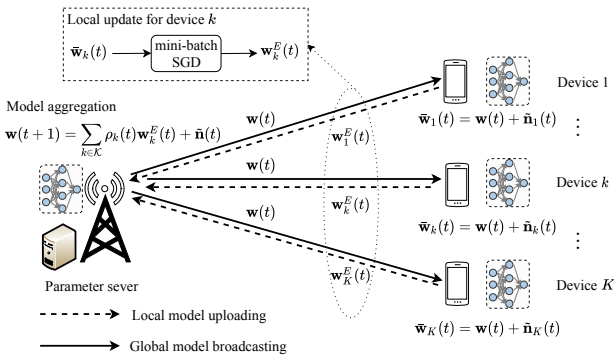 Local update for device k
w̄_k(t)
mini-batch
SGD
w_k^E(t)
Model aggregation
w(t+1) = ∑_{k∈𝒦} ρ_k(t)w_k^E(t) + ñ(t)
w(t)
w_1^E(t)
Device 1
w̄_1(t) = w(t) + ñ_1(t)
⋮
w(t)
w_k^E(t)
Device k
w̄_k(t) = w(t) + ñ_k(t)
⋮
w(t)
w_K^E(t)
Device K
w̄_K(t) = w(t) + ñ_K(t)
Parameter sever
Local model uploading
Global model broadcasting